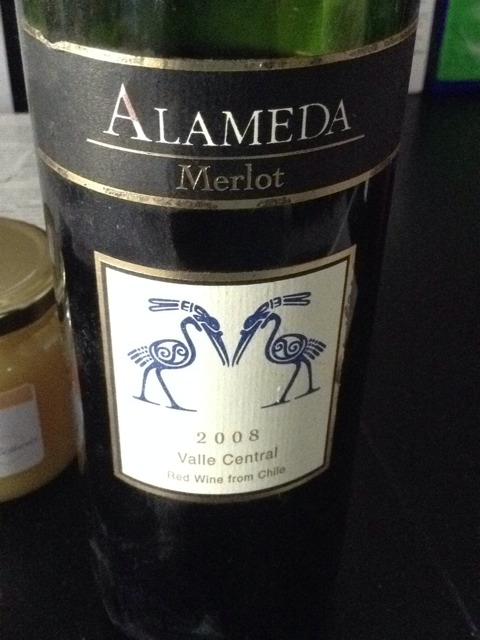 ALAMEDA
Merlot
2008
Valle Central
Red Wine from Chile